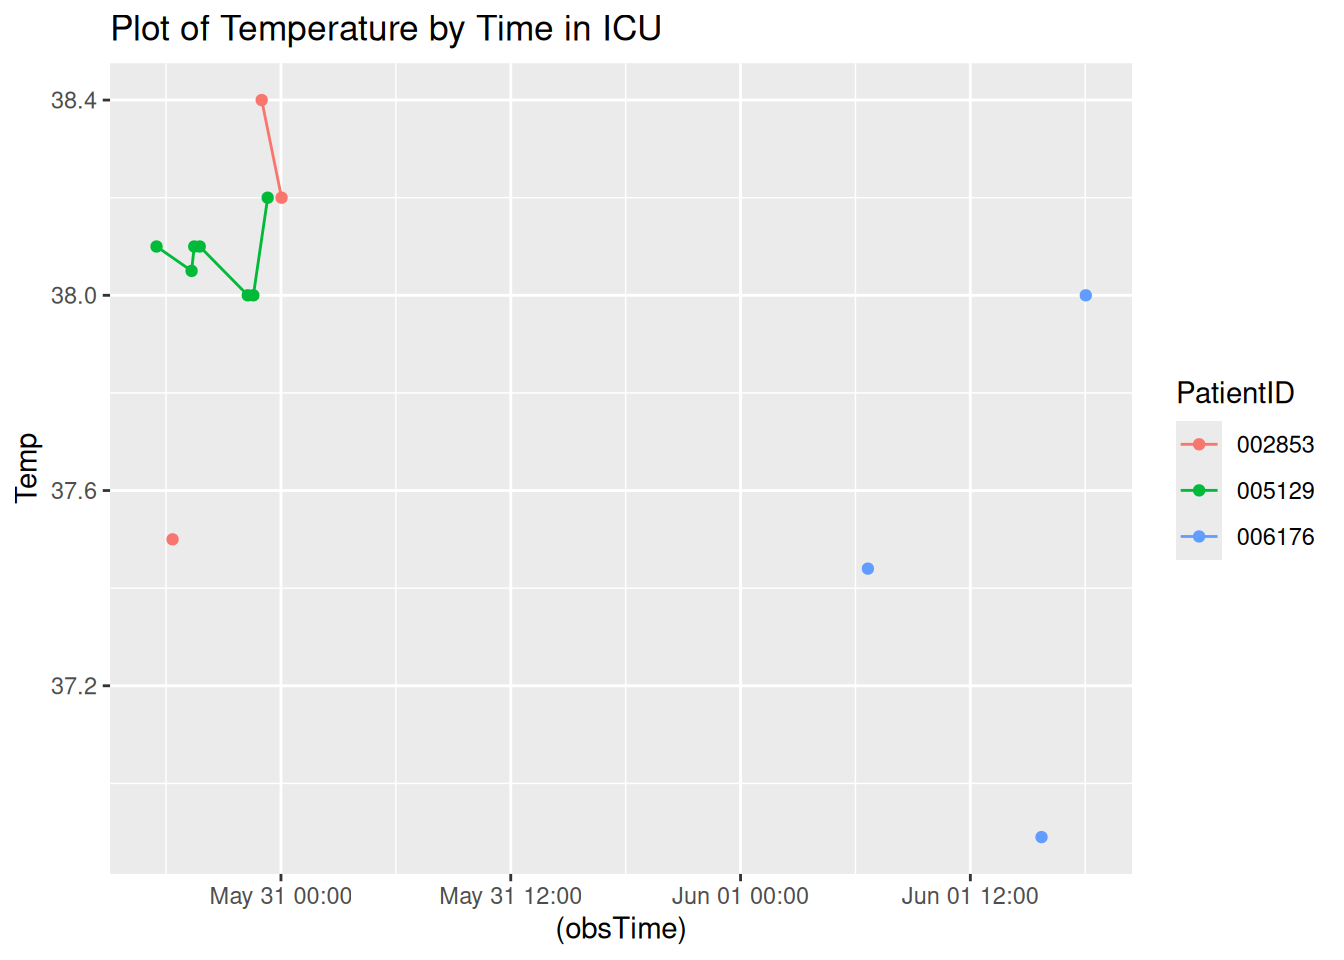 Plot of Temperature by Time in ICU
38.4
38.0
37.6
37.2
Temp
May 31 00:00
May 31 12:00
Jun 01 00:00
Jun 01 12:00
(obsTime)
PatientID
002853
005129
006176